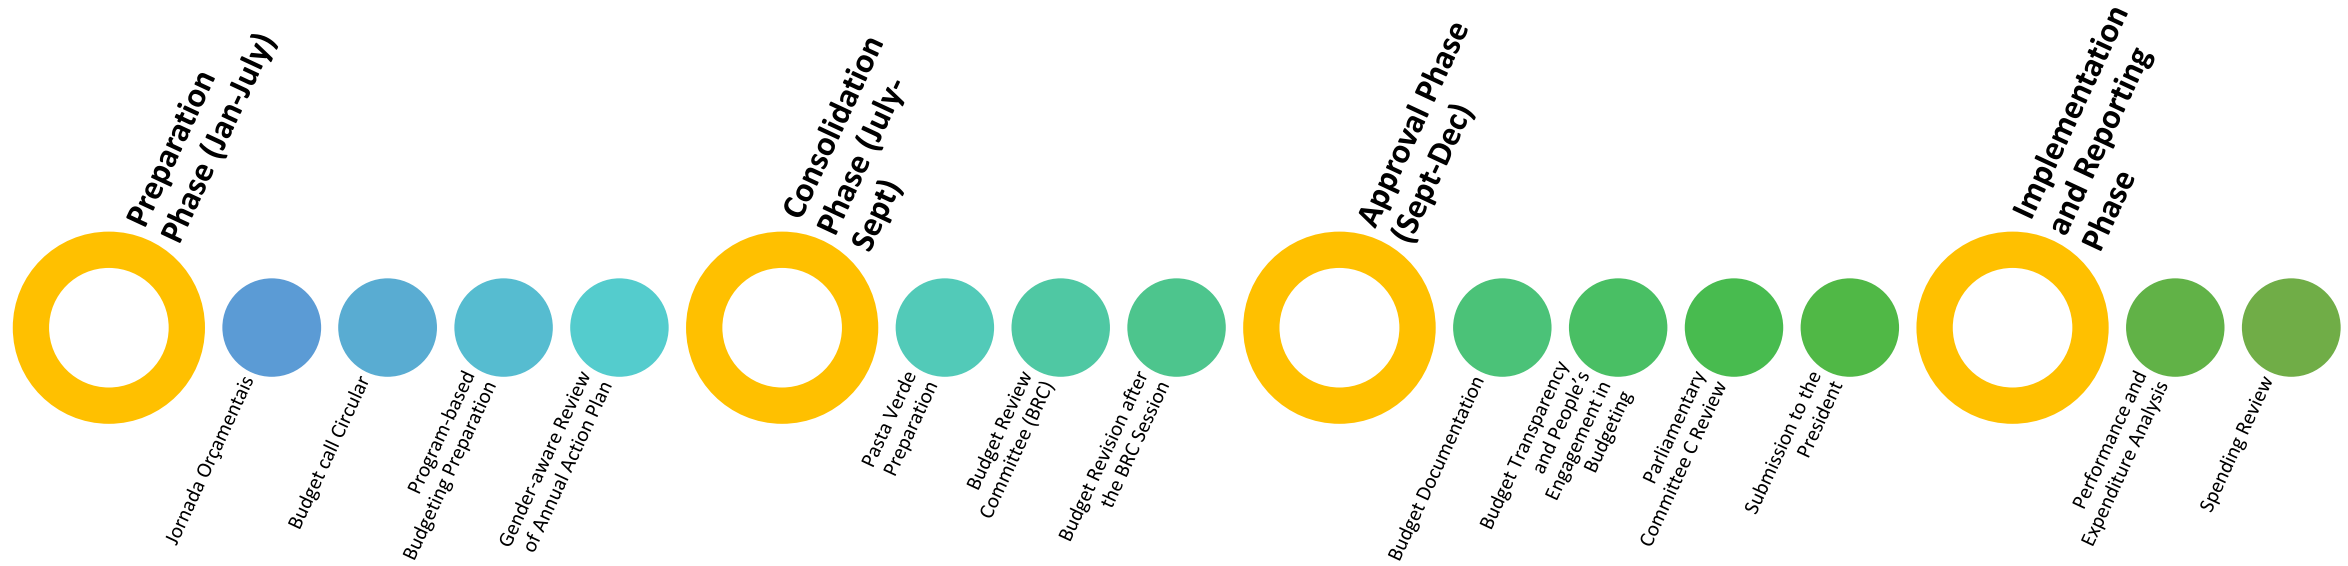 Preparation
Phase (Jan-July)
Jornada Orçamentais
Budget call Circular
Program-based
Budgeting Preparation
Gender-aware Review
of Annual Action Plan
Consolidation
Phase (July-
Sept)
Pasta Verde
Preparation
Budget Review
Committee (BRC)
Budget Revision after
the BRC Session
Approval Phase
(Sept-Dec)
Budget Documentation
Budget Transparency,
and People's
Engagement in
Budgeting
Parliamentary
Committee C Review
Submission to the
President
Implementation
and Reporting
Phase
Performance and
Expenditure Analysis
Spending Review